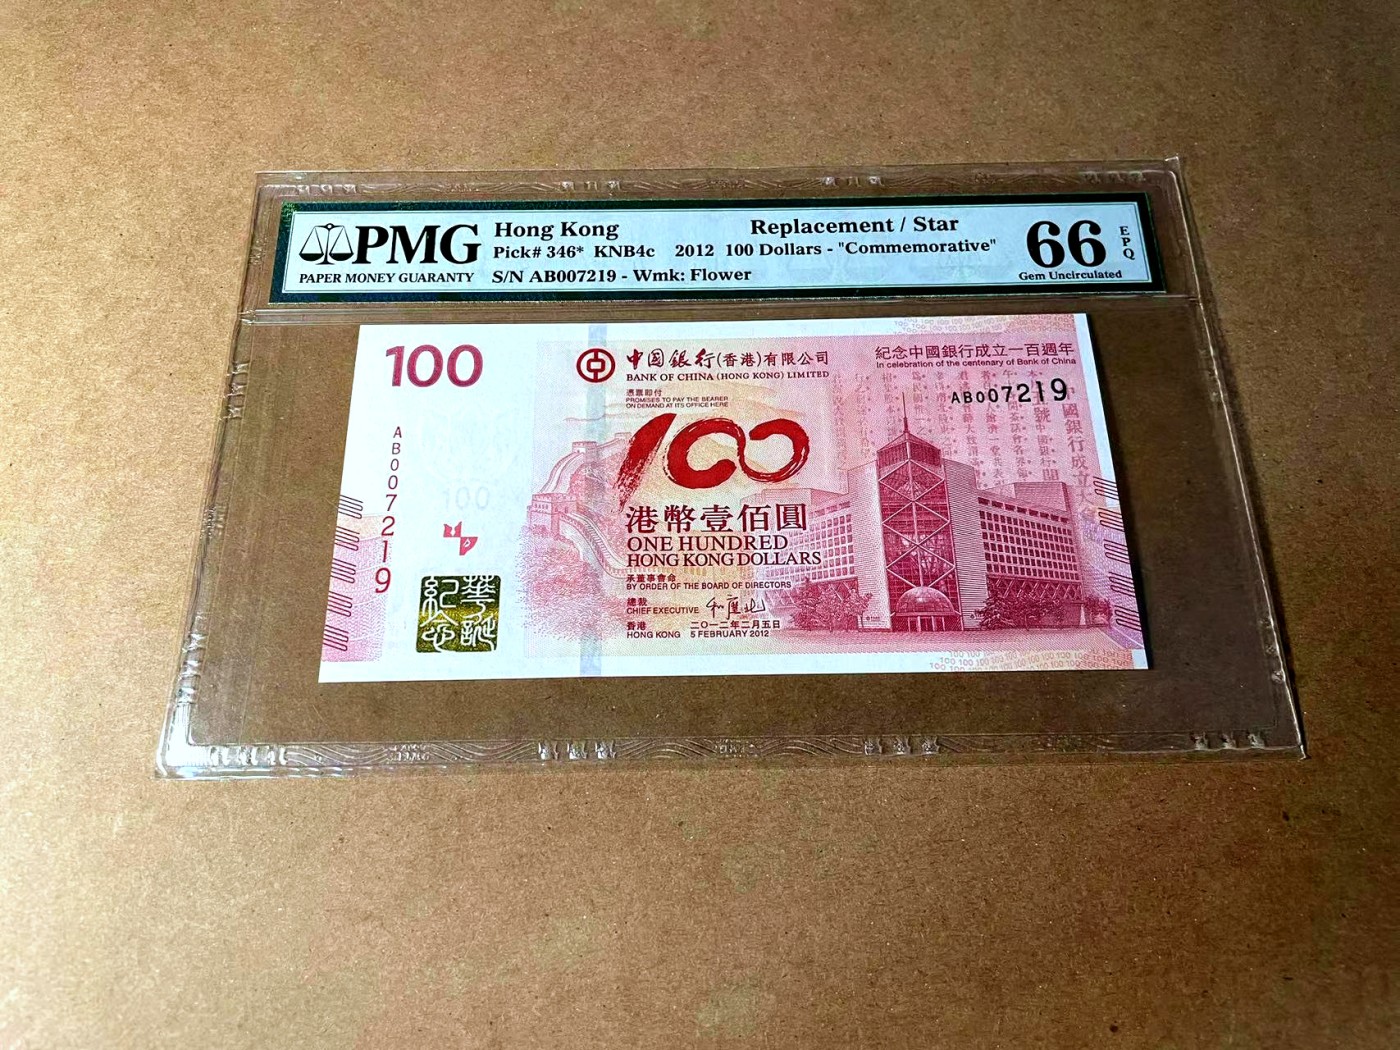 PMG
PAPER MONEY GUARANTY
Hong Kong
Replacement / Star
Pick# 346* KNB4c 2012 100 Dollars - "Commemorative"
S/N AB007219 - Wmk: Flower
66
EPQ
Gem Uncirculated
100
中国銀行(香港)有限公司
BANK OF CHINA (HONG KONG) LIMITED
紀念中國銀行成立一百週年
In celebration of the centenary of Bank of China
憑票即付
PROMISES TO PAY THE BEARER
ON DEMAND AT ITS OFFICE HERE
AB007219
AB007219
100
100
港幣壹佰圓
ONE HUNDRED
HONG KONG DOLLARS
承董事會命
BY ORDER OF THE BOARD OF DIRECTORS
總裁
CHIEF EXECUTIVE
香港
HONG KONG
二〇一二年二月五日
5 FEBRUARY 2012
華誕
紀念